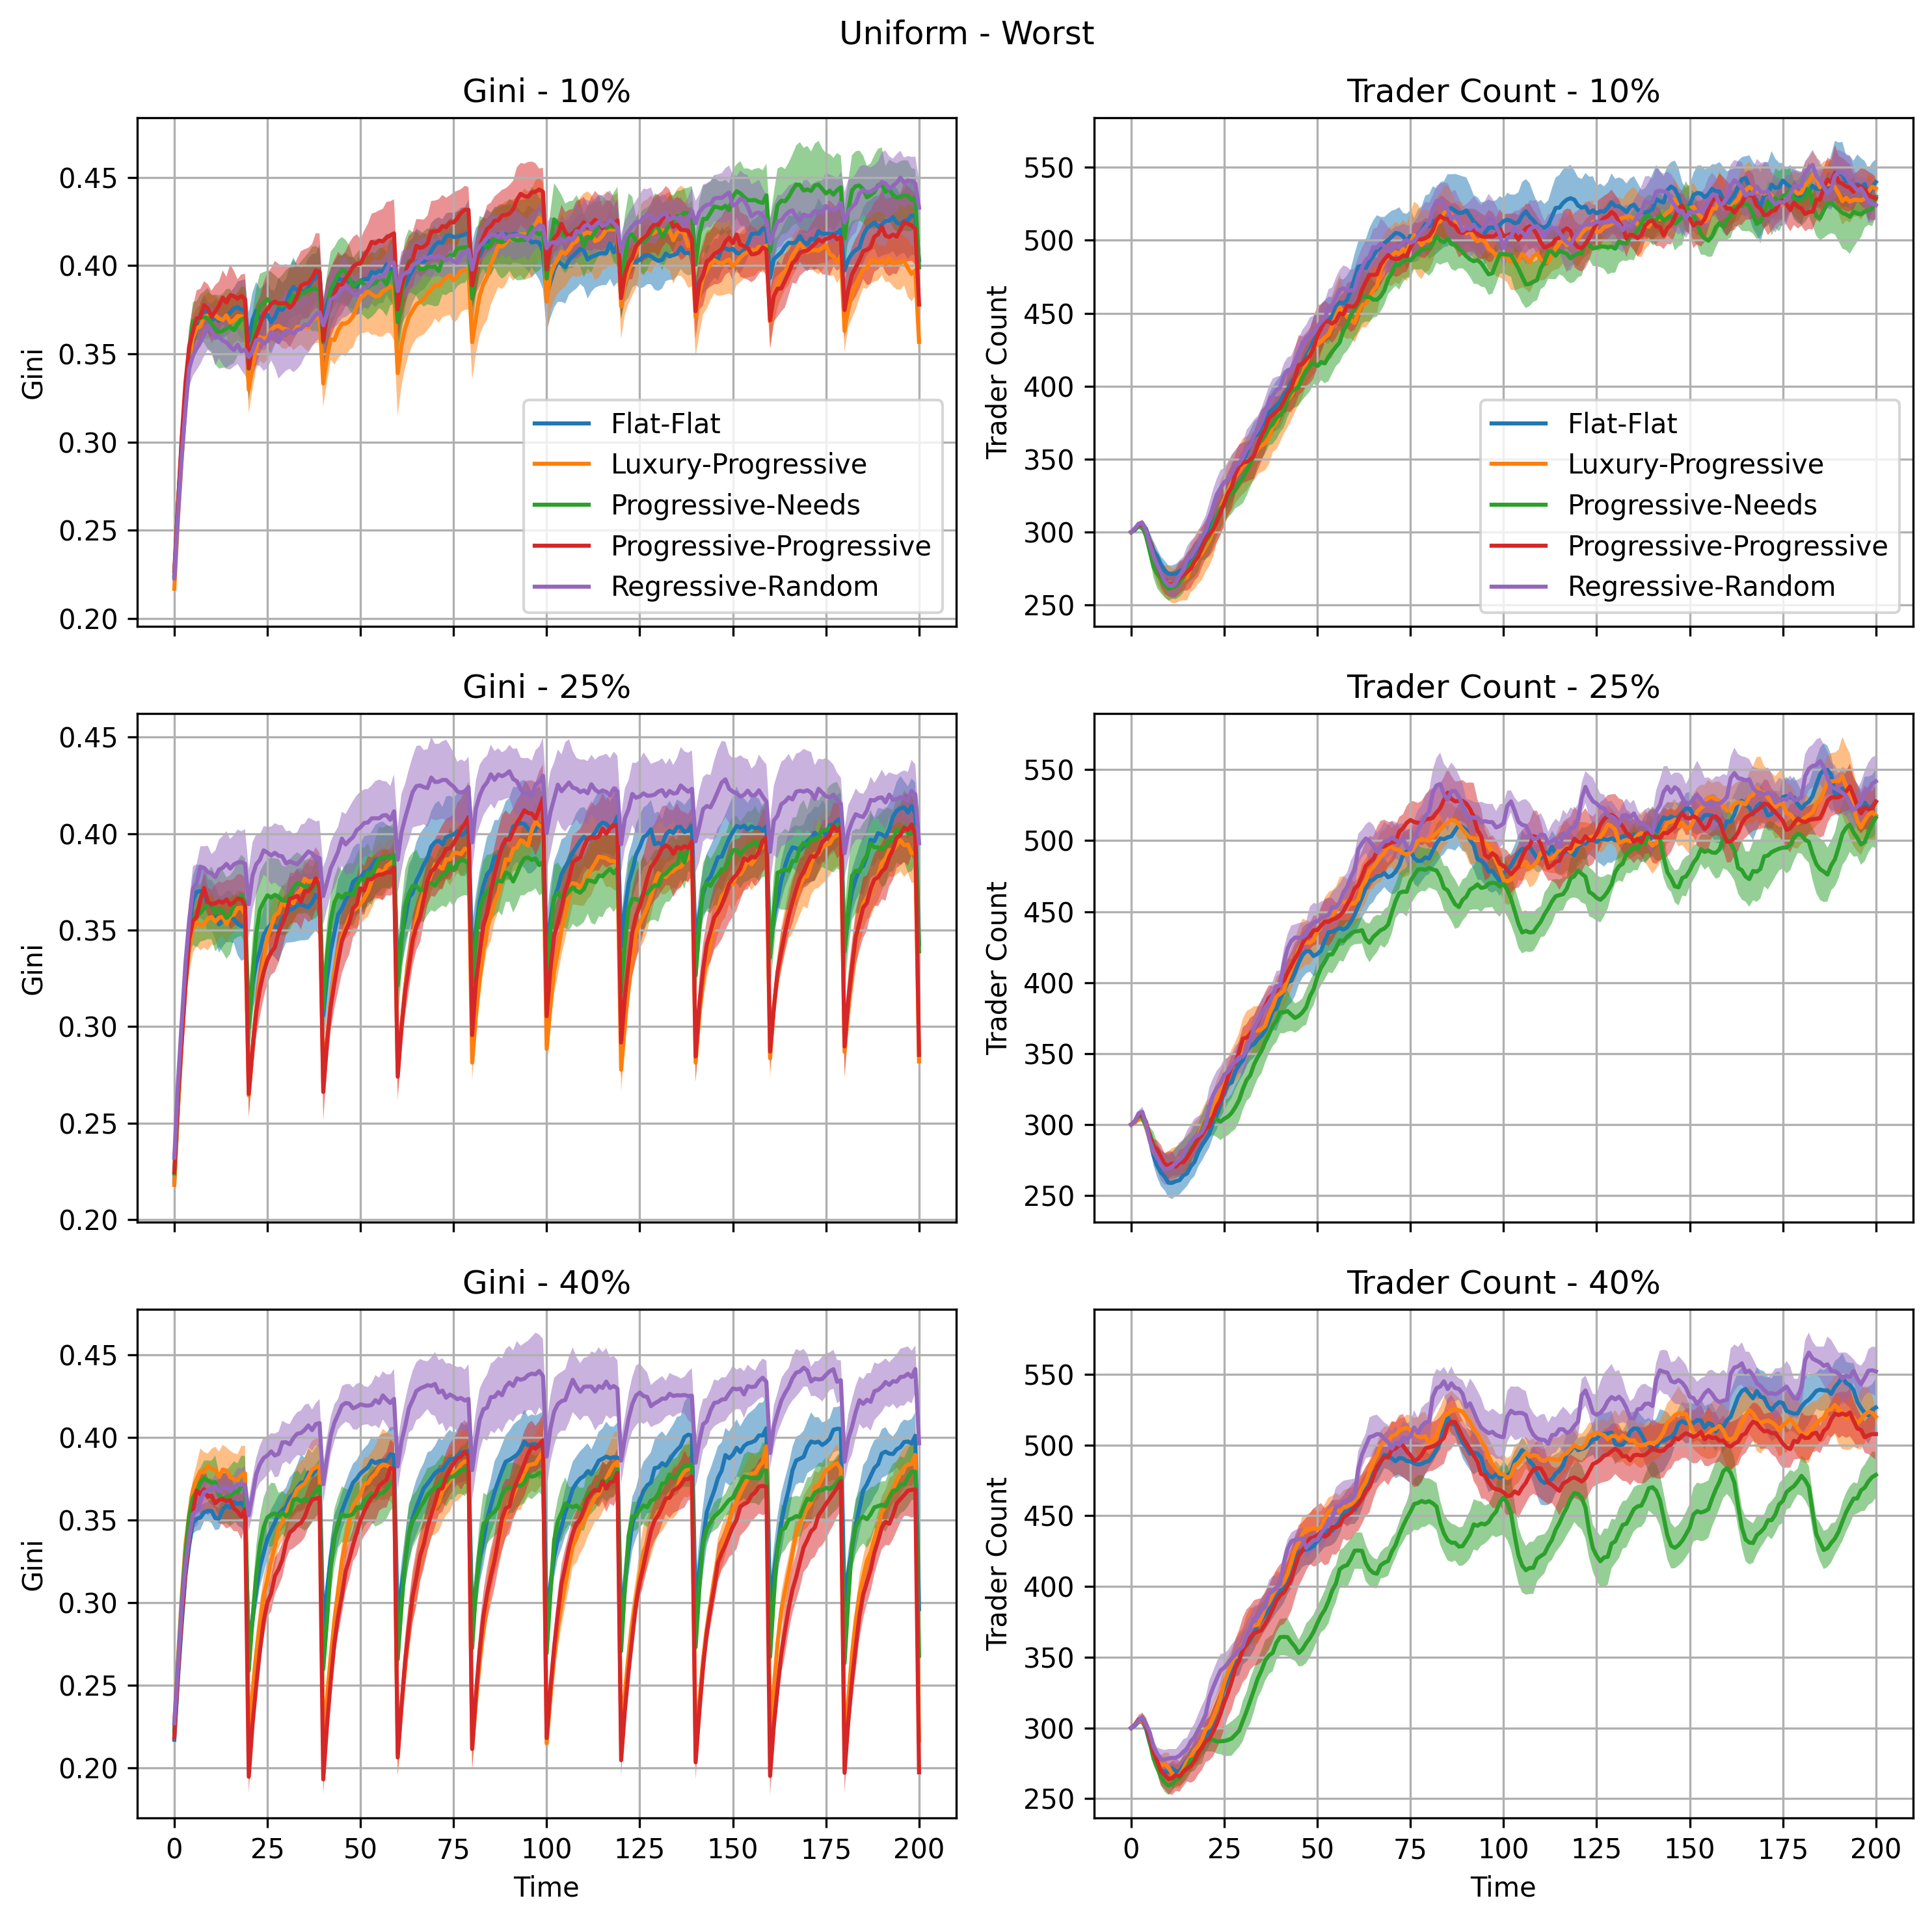 Uniform - Worst
Gini - 10%
Gini
0.45
0.40
0.35
0.30
0.25
0.20
Flat-Flat
Luxury-Progressive
Progressive-Needs
Progressive-Progressive
Regressive-Random
Trader Count - 10%
Trader Count
550
500
450
400
350
300
250
Flat-Flat
Luxury-Progressive
Progressive-Needs
Progressive-Progressive
Regressive-Random
Gini - 25%
Gini
0.45
0.40
0.35
0.30
0.25
0.20
Trader Count - 25%
Trader Count
550
500
450
400
350
300
250
Gini - 40%
Gini
0.45
0.40
0.35
0.30
0.25
0.20
0 25 50 75 100 125 150 175 200
Time
Trader Count - 40%
Trader Count
550
500
450
400
350
300
250
0 25 50 75 100 125 150 175 200
Time